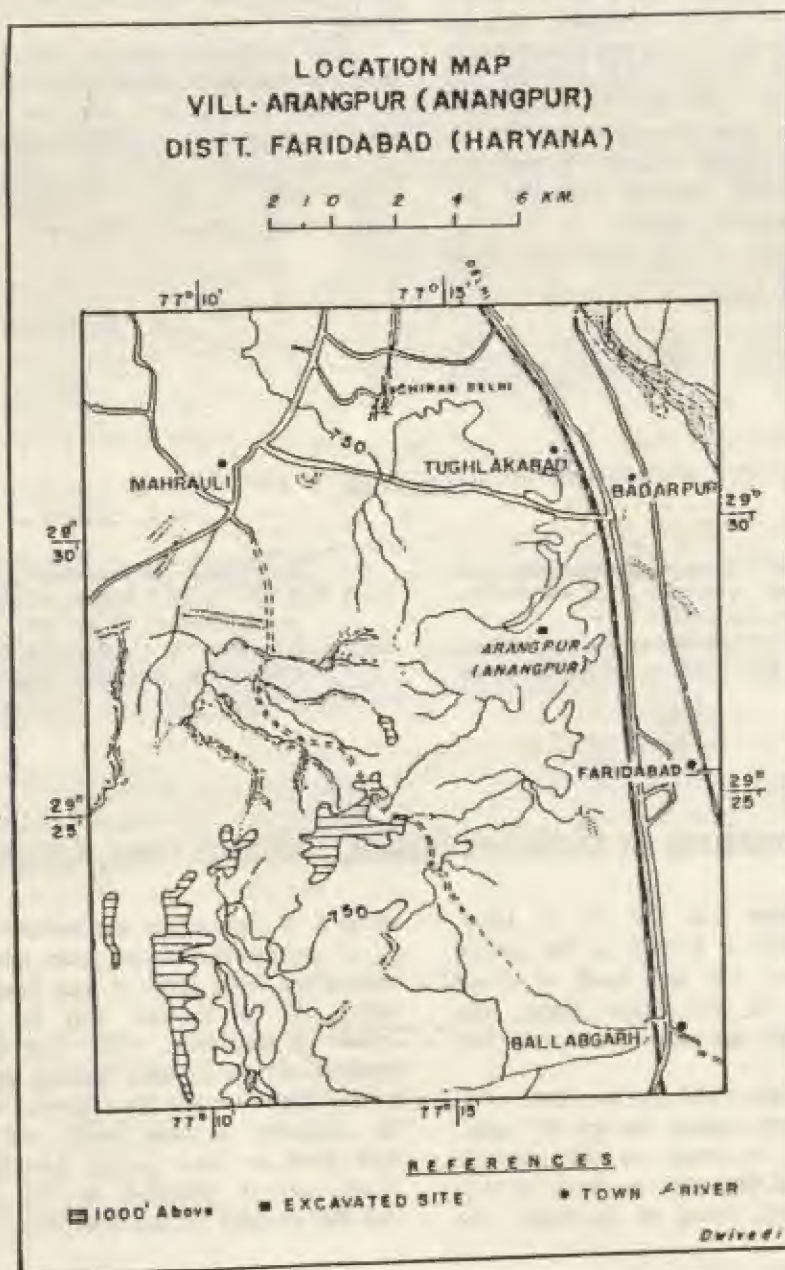 LOCATION MAP
VILL· ARANGPUR (ANANGPUR)
DISTT. FARIDABAD (HARYANA)
2 1 0 2 4 6 KM.
77° 10' 77° 15'
DELHI
CHIRAG DELHI
750
TUGHLAKABAD
MAHRAULI
BADARPUR
29° 30'
29° 30'
ARANGPUR
(ANANGPUR)
FARIDABAD
29° 25'
29° 25'
750
BALLABGARH
77° 10' 77° 15'
REFERENCES
1000' Above EXCAVATED SITE TOWN RIVER
Dwivedi